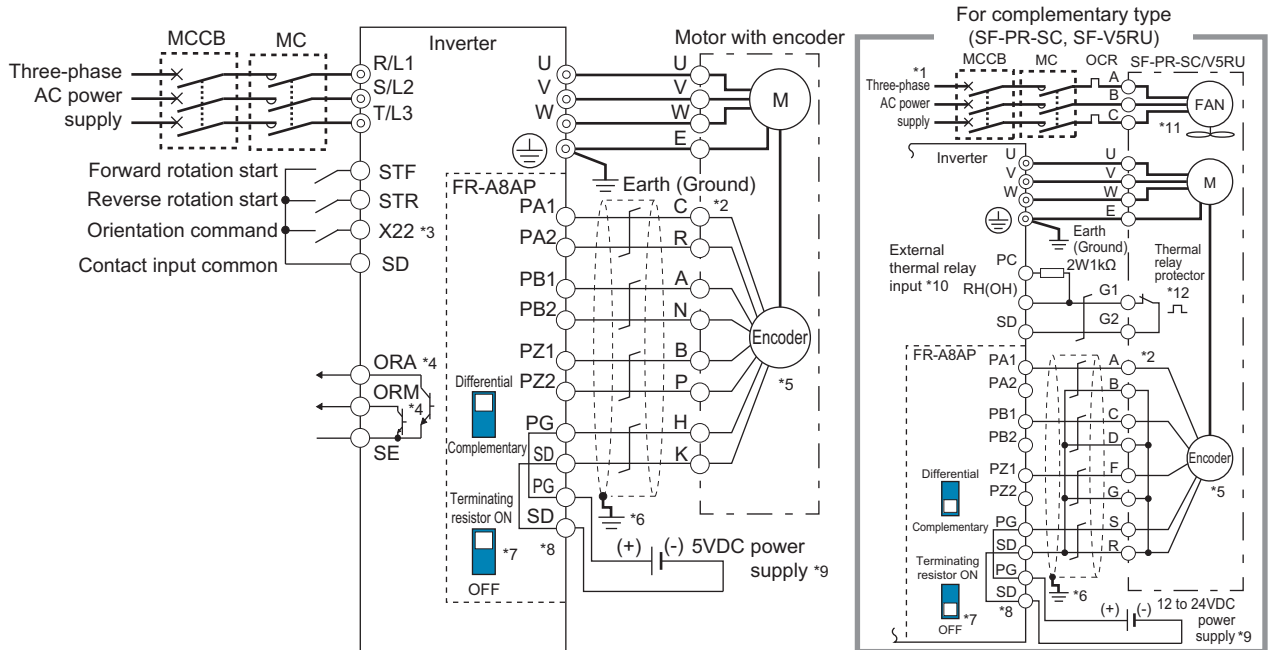 MCCB
MC
Three-phase
AC power
supply
R/L1
S/L2
T/L3
Inverter
U
V
W
Motor with encoder
U
V
W
E
M
Earth (Ground)
Forward rotation start
Reverse rotation start
Orientation command
Contact input common
STF
STR
X22 *3
SD
FR-A8AP
PA1
PA2
PB1
PB2
PZ1
PZ2
PG
SD
PG
SD
C *2
R
A
N
B
P
H
K
Encoder
*5
ORA *4
ORM
*4
SE
Differential
Complementary
Terminating
resistor ON
*7
OFF
*8
*6
(+)
(-)
5VDC power
supply *9
For complementary type
(SF-PR-SC, SF-V5RU)
MCCB
MC
OCR
SF-PR-SC/V5RU
*1
Three-phase
AC power
supply
A
B
C
FAN
*11
Inverter
U
V
W
U
V
W
E
M
Earth
(Ground)
External
thermal relay
input *10
PC
2W1kΩ
RH(OH)
SD
G1
G2
Thermal
relay
protector
*12
FR-A8AP
PA1
PA2
PB1
PB2
PZ1
PZ2
PG
SD
PG
SD
A *2
B
C
D
F
G
S
R
Encoder
*5
Differential
Complementary
Terminating
resistor ON
*7
OFF
*8
*6
(+)
(-)
12 to 24VDC
power
supply *9